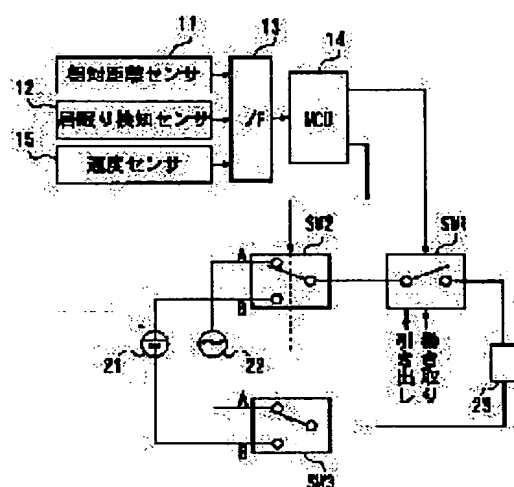 11
13
14
相対距離センサ
12
居眠り検知センサ
I/F
MCU
15
速度センサ
SW2
SW1
A
B
21
22
引き出し
巻き取り
23
A
B
SW3